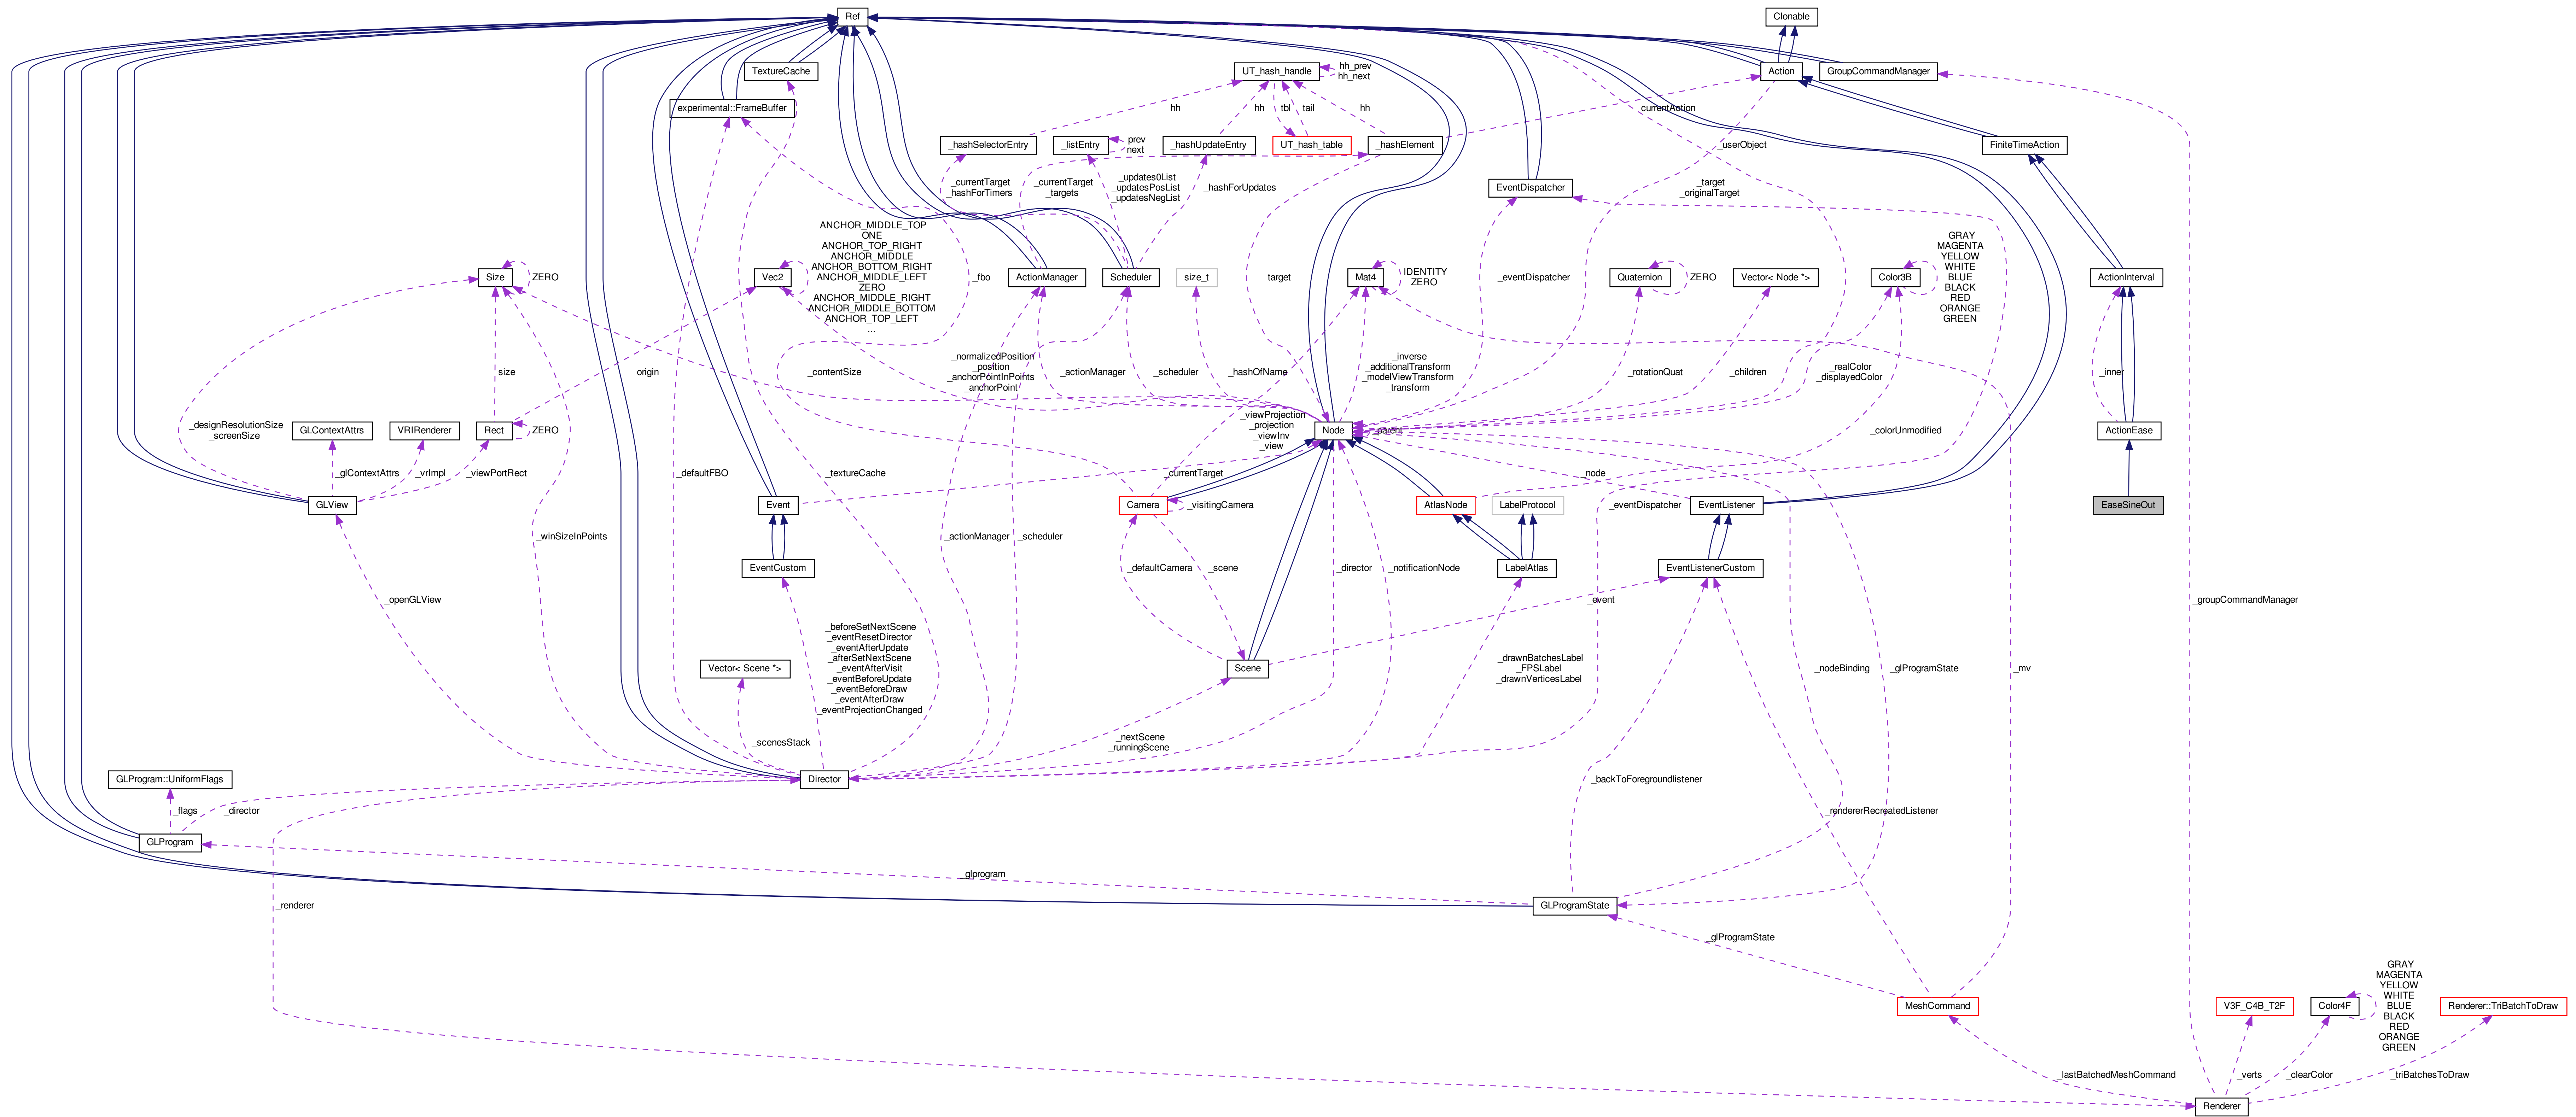 Ref
Clonable
TextureCache
UT_hash_handle
hh_prev
hh_next
Action
GroupCommandManager
experimental::FrameBuffer
hh
hh
tbl
tail
hh
currentAction
_hashSelectorEntry
_listEntry
prev
next
_hashUpdateEntry
UT_hash_table
_hashElement
_userObject
FiniteTimeAction
_currentTarget
_hashForTimers
_currentTarget
_targets
_updates0List
_updatesPosList
_updatesNegList
_hashForUpdates
EventDispatcher
_target
_originalTarget
ANCHOR_MIDDLE_TOP
ONE
ANCHOR_TOP_RIGHT
ANCHOR_MIDDLE
ANCHOR_BOTTOM_RIGHT
ANCHOR_MIDDLE_LEFT
ZERO
ANCHOR_MIDDLE_RIGHT
ANCHOR_MIDDLE_BOTTOM
ANCHOR_TOP_LEFT
...
GRAY
MAGENTA
YELLOW
WHITE
BLUE
BLACK
RED
ORANGE
GREEN
Size
ZERO
Vec2
_fbo
ActionManager
Scheduler
size_t
target
Mat4
IDENTITY
ZERO
_eventDispatcher
Quaternion
ZERO
Vector< Node *>
Color3B
ActionInterval
size
origin
_contentSize
_normalizedPosition
_position
_anchorPointInPoints
_anchorPoint
_actionManager
_scheduler
_hashOfName
_inverse
_additionalTransform
_modelViewTransform
_transform
_rotationQuat
_children
_realColor
_displayedColor
_inner
_designResolutionSize
_screenSize
GLContextAttrs
VRIRenderer
Rect
ZERO
_viewProjection
_projection
_viewInv
_view
Node
_parent
_colorUnmodified
ActionEase
_glContextAttrs
_vrImpl
_viewPortRect
_defaultFBO
_textureCache
_currentTarget
_node
GLView
Event
Camera
_visitingCamera
AtlasNode
LabelProtocol
_eventDispatcher
EventListener
EaseSineOut
_winSizeInPoints
_actionManager
_scheduler
EventCustom
_defaultCamera
_scene
_director
_notificationNode
LabelAtlas
EventListenerCustom
_openGLView
_event
_groupCommandManager
_beforeSetNextScene
_eventResetDirector
_eventAfterUpdate
_afterSetNextScene
_eventAfterVisit
_eventBeforeUpdate
_eventBeforeDraw
_eventAfterDraw
_eventProjectionChanged
Vector< Scene *>
Scene
_drawnBatchesLabel
_FPSLabel
_drawnVerticesLabel
_nodeBinding
_glProgramState
_mv
_scenesStack
_nextScene
_runningScene
GLProgram::UniformFlags
Director
_backToForegroundlistener
_flags
_director
_rendererRecreatedListener
GLProgram
_glprogram
_renderer
GLProgramState
_glProgramState
GRAY
MAGENTA
YELLOW
WHITE
BLUE
BLACK
RED
ORANGE
GREEN
MeshCommand
V3F_C4B_T2F
Color4F
Renderer::TriBatchToDraw
_lastBatchedMeshCommand
_verts
_clearColor
_triBatchesToDraw
Renderer